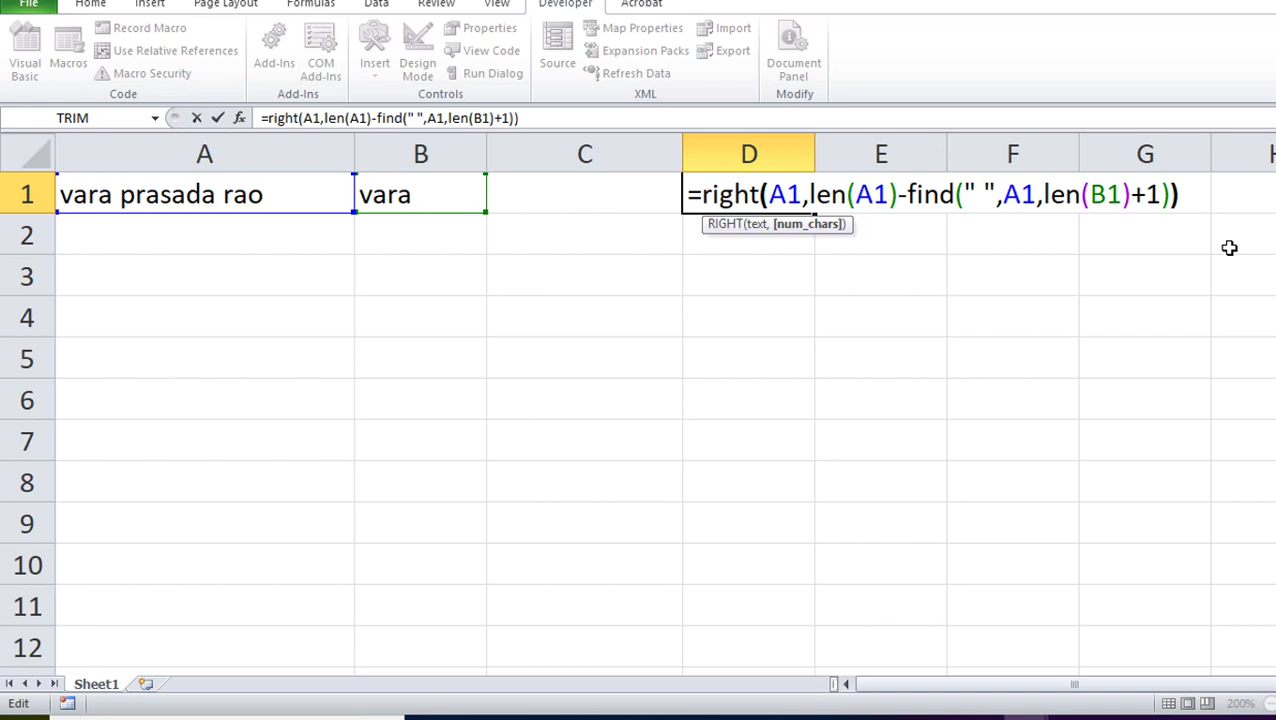 File Home Insert Page Layout Formulas Data Review View Developer Acrobat
Visual Basic Macros Record Macro Use Relative References Macro Security Add-Ins COM Add-Ins Insert Design Mode Properties View Code Run Dialog Source Map Properties Expansion Packs Refresh Data Import Export Document Panel
Code Add-Ins Controls XML Modify
TRIM fx =right(A1,len(A1)-find(" ",A1,len(B1)+1))
A B C D E F G H
1 vara prasada rao vara =right(A1,len(A1)-find(" ",A1,len(B1)+1))
RIGHT(text, [num_chars])
2
3
4
5
6
7
8
9
10
11
12
Sheet1
Edit 200%